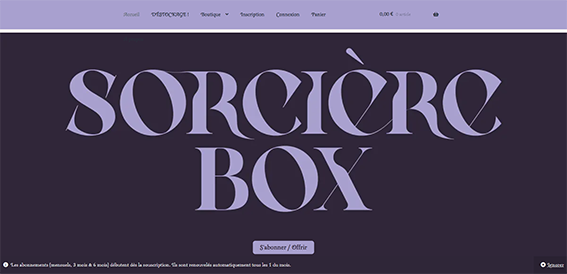 Accueil DÉSTOCKAGE ! Boutique Inscription Connexion Panier 0,00 € 0 article
SORCIÈRE
BOX
S'abonner / Offrir
Les abonnements (mensuels, 3 mois & 6 mois) débutent dès la souscription. Ils sont renouvelés automatiquement tous les 1 du mois. Ignorer